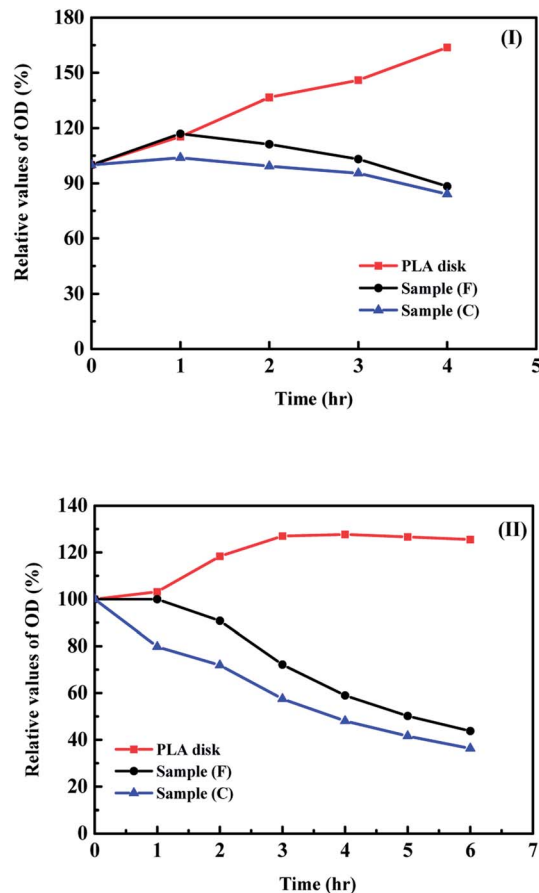 180
(I)
150
120
90
60
30
0
Relative values of OD (%)
PLA disk
Sample (F)
Sample (C)
0 1 2 3 4 5
Time (hr)
140
(II)
120
100
80
60
40
20
0
Relative values of OD (%)
PLA disk
Sample (F)
Sample (C)
0 1 2 3 4 5 6 7
Time (hr)